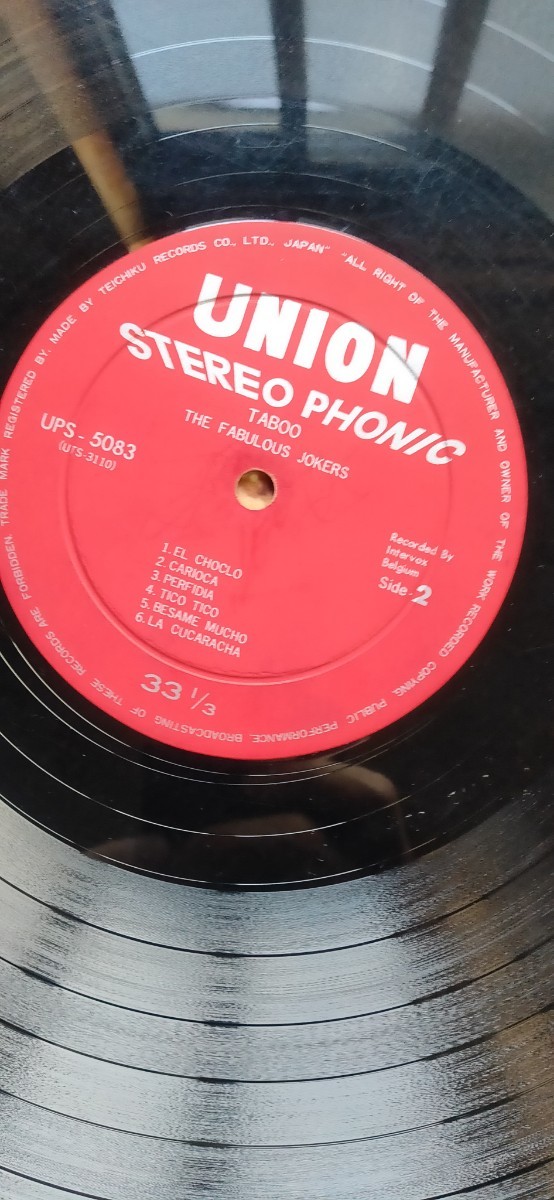 TRADE MARK REGISTERED BY. MADE BY TEICHIKU RECORDS CO., LTD., JAPAN" "ALL RIGHT OF THE MANUFACTURER AND OWNER OF THE WORK RECORDED COPYING, PUBLIC PERFORMANCE, BROADCASTING OF THESE RECORDS ARE FORBIDDEN.
UNION
STEREO PHONIC
TABOO
THE FABULOUS JOKERS
UPS-5083
(UTS-3110)
1. EL CHOCLO
2. CARIOCA
3. PERFIDIA
4. TICO TICO
5. BESAME MUCHO
6. LA CUCARACHA
Recorded By
Intervox
Belgium
Side-2
33 1/3